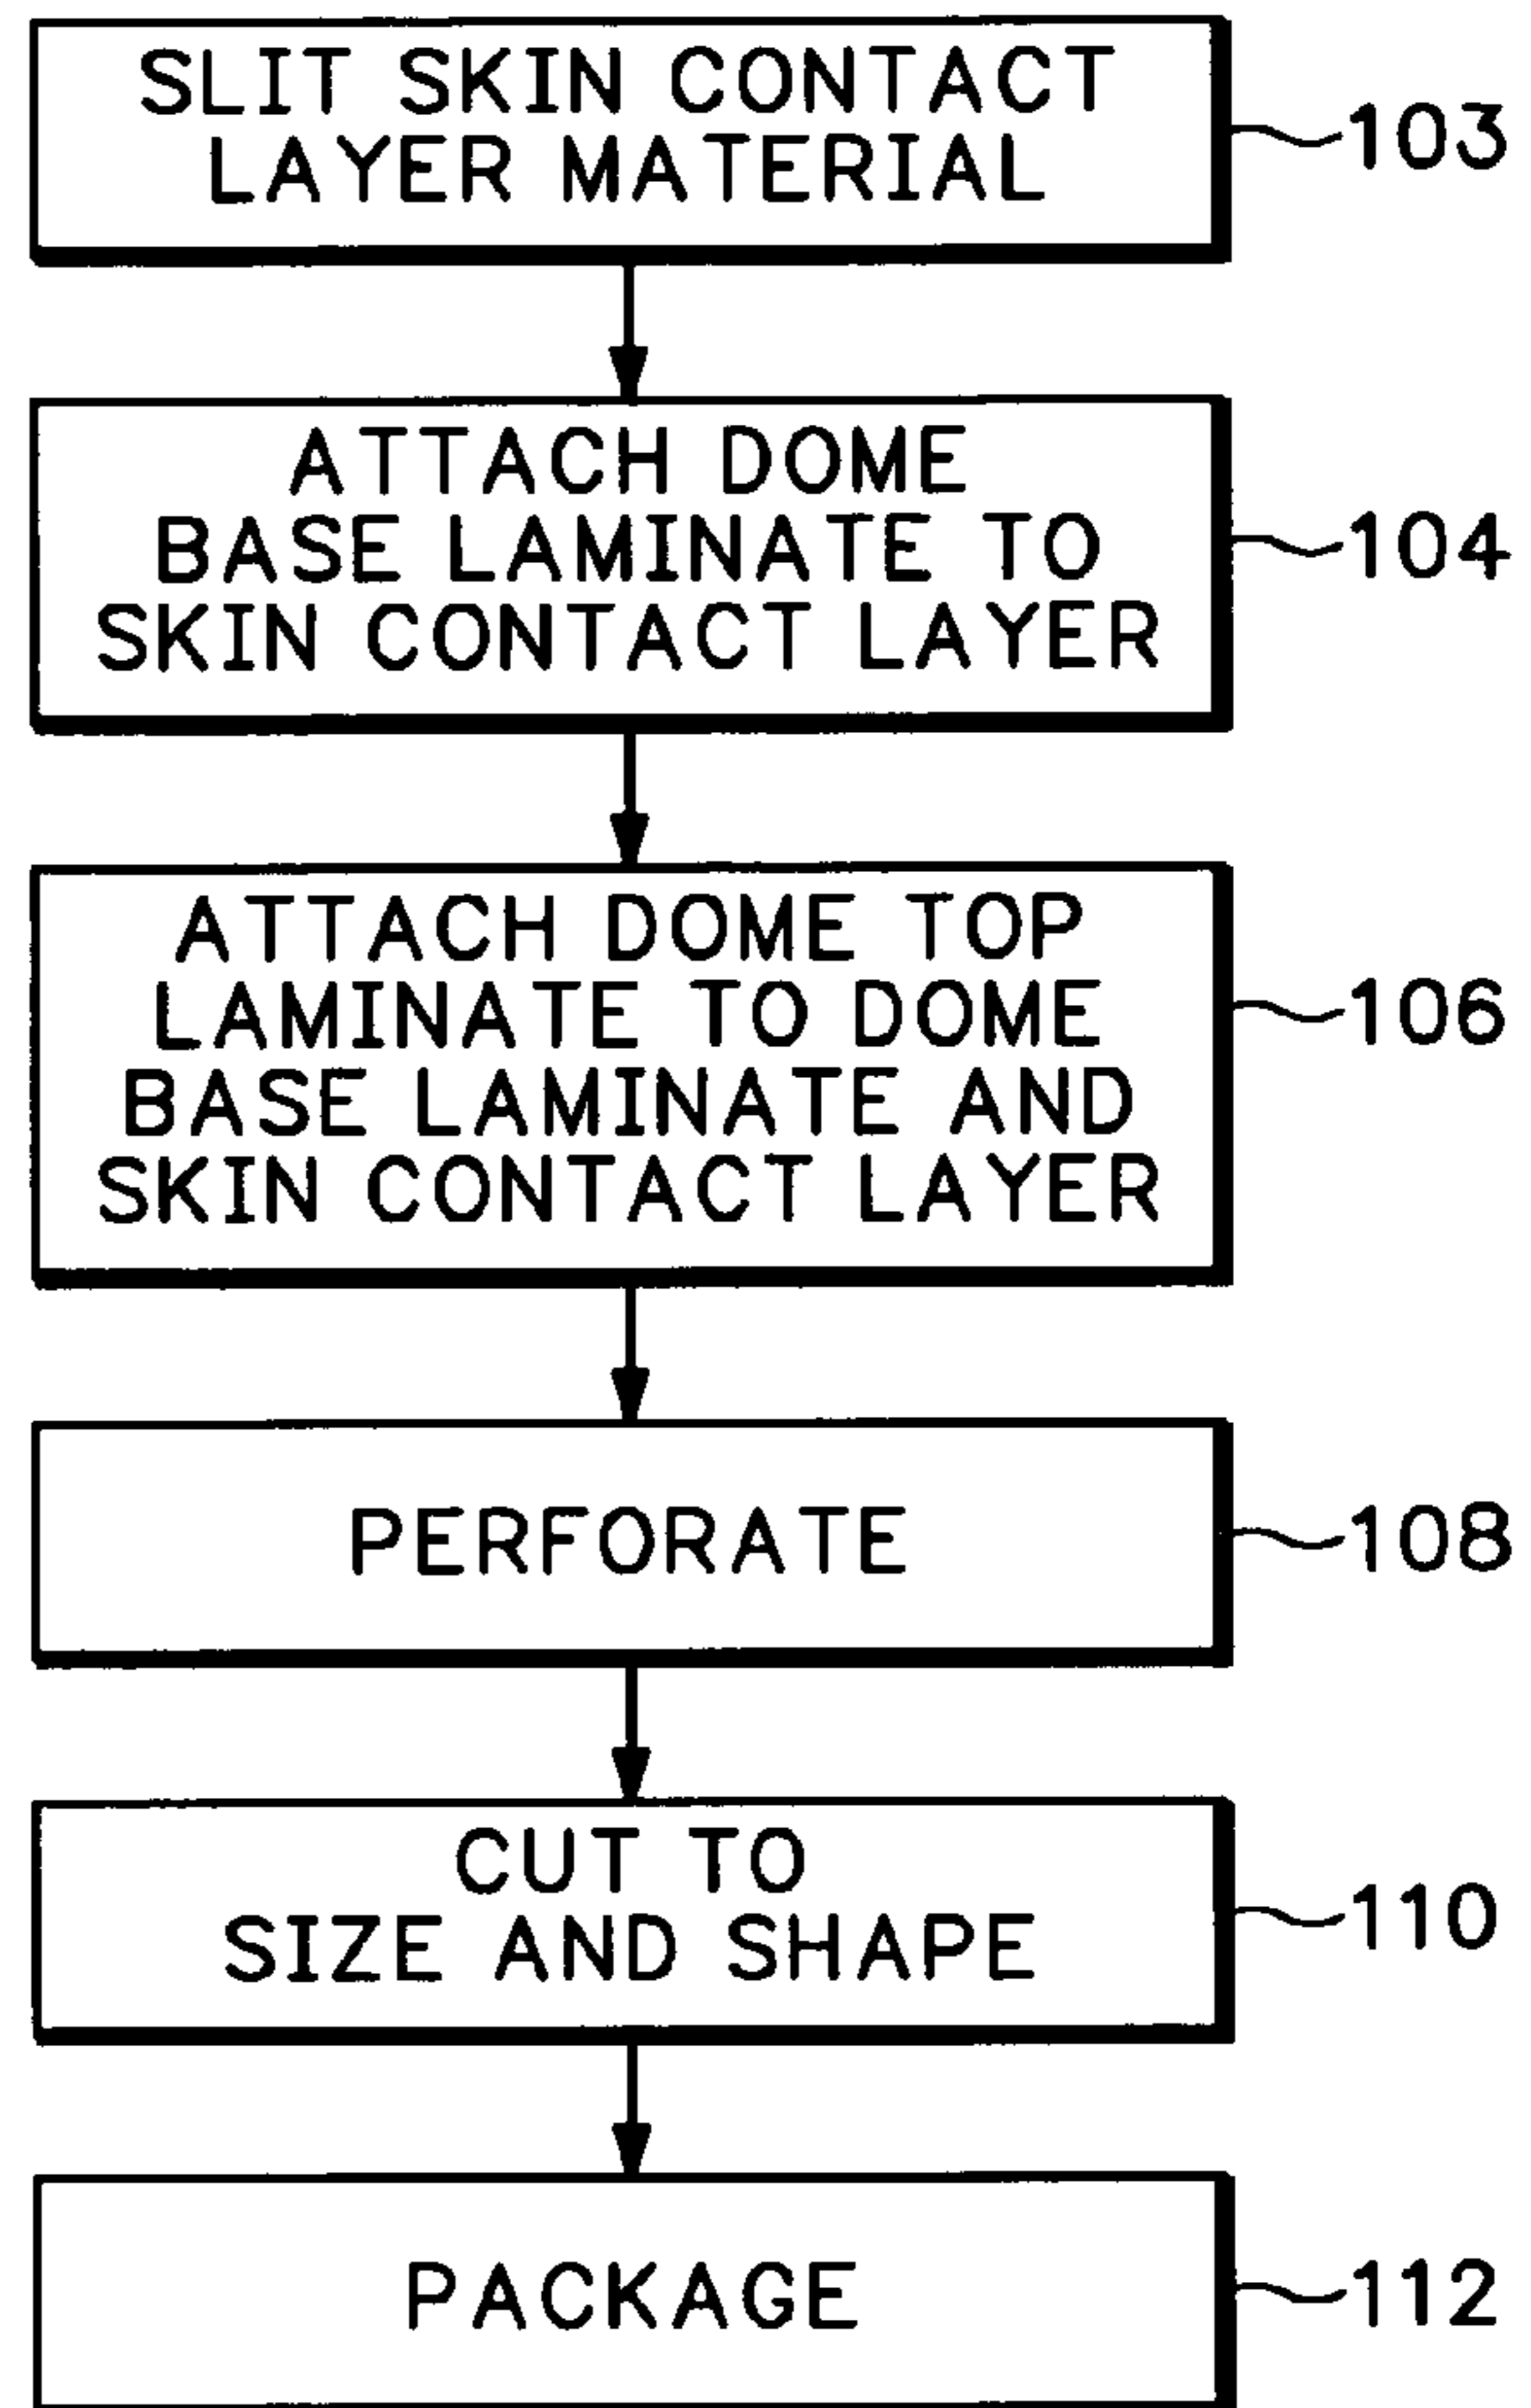 SLIT SKIN CONTACT
LAYER MATERIAL
103
ATTACH DOME
BASE LAMINATE TO
SKIN CONTACT LAYER
104
ATTACH DOME TOP
LAMINATE TO DOME
BASE LAMINATE AND
SKIN CONTACT LAYER
106
PERFORATE
108
CUT TO
SIZE AND SHAPE
110
PACKAGE
112